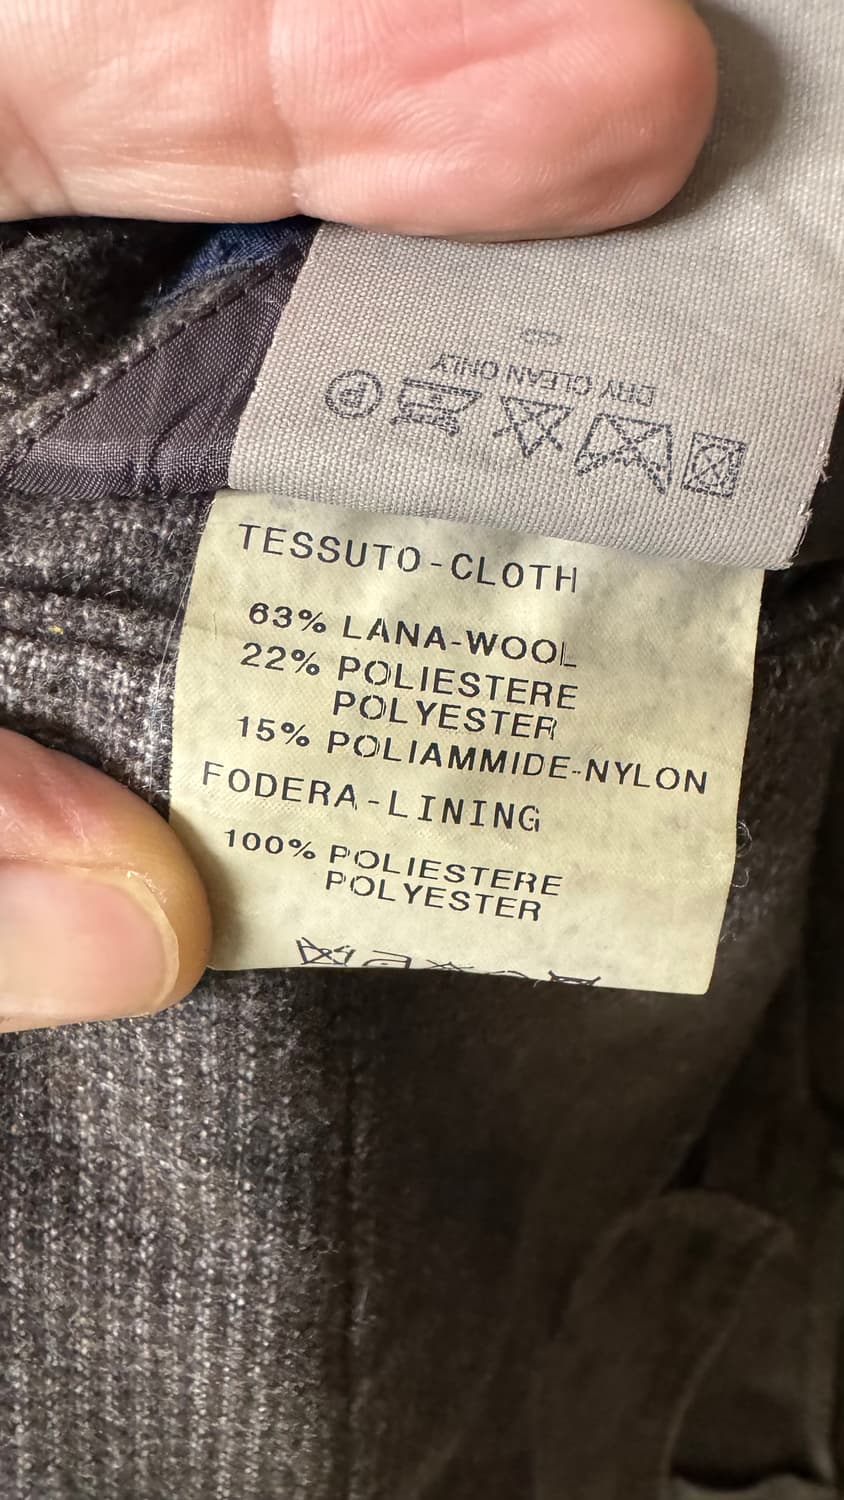 DRY CLEAN ONLY
P
TESSUTO-CLOTH
63% LANA-WOOL
22% POLIESTERE
POLYESTER
15% POLIAMMIDE-NYLON
FODERA-LINING
100% POLIESTERE
POLYESTER